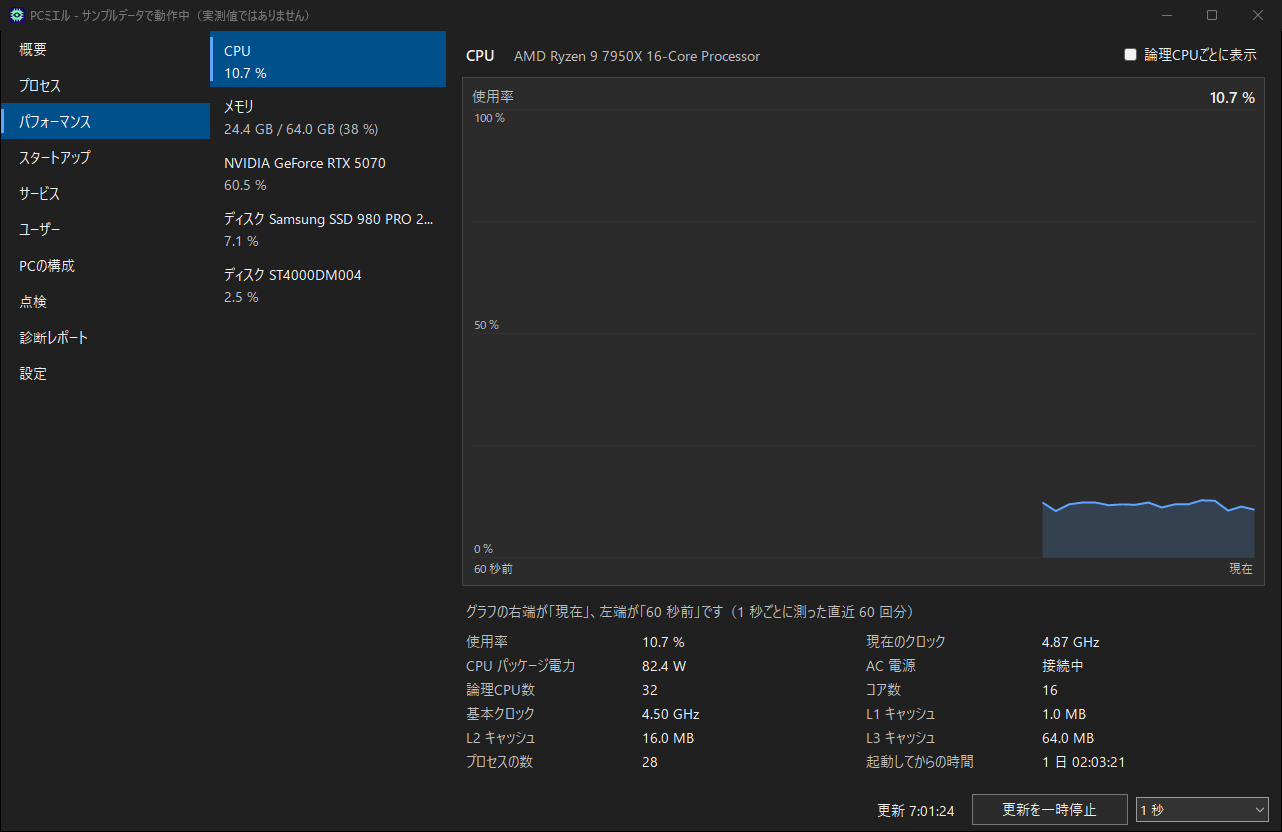 PCミエル - サンプルデータで動作中（実測値ではありません）
概要
プロセス
パフォーマンス
スタートアップ
サービス
ユーザー
PCの構成
点検
診断レポート
設定
CPU
10.7 %
メモリ
24.4 GB / 64.0 GB (38 %)
NVIDIA GeForce RTX 5070
60.5 %
ディスク Samsung SSD 980 PRO 2...
7.1 %
ディスク ST4000DM004
2.5 %
CPU AMD Ryzen 9 7950X 16-Core Processor
論理CPUごとに表示
使用率 10.7 %
100 %
50 %
0 %
60 秒前 現在
グラフの右端が「現在」、左端が「60 秒前」です（1 秒ごとに測った直近 60 回分）
使用率 10.7 % 現在のクロック 4.87 GHz
CPU パッケージ電力 82.4 W AC 電源 接続中
論理CPU数 32 コア数 16
基本クロック 4.50 GHz L1 キャッシュ 1.0 MB
L2 キャッシュ 16.0 MB L3 キャッシュ 64.0 MB
プロセスの数 28 起動してからの時間 1 日 02:03:21
更新 7:01:24 更新を一時停止 1 秒